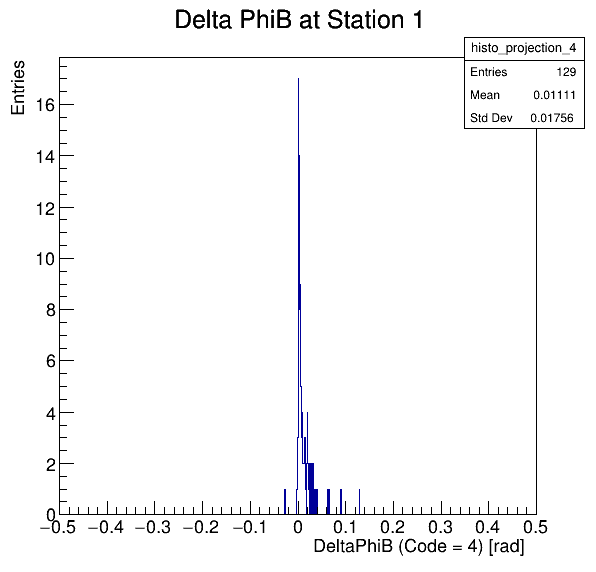 Delta PhiB at Station 1
histo_projection_4
Entries 129
Mean 0.01111
Std Dev 0.01756
Entries
16
14
12
10
8
6
4
2
0
−0.5 −0.4 −0.3 −0.2 −0.1 0 0.1 0.2 0.3 0.4 0.5
DeltaPhiB (Code = 4) [rad]